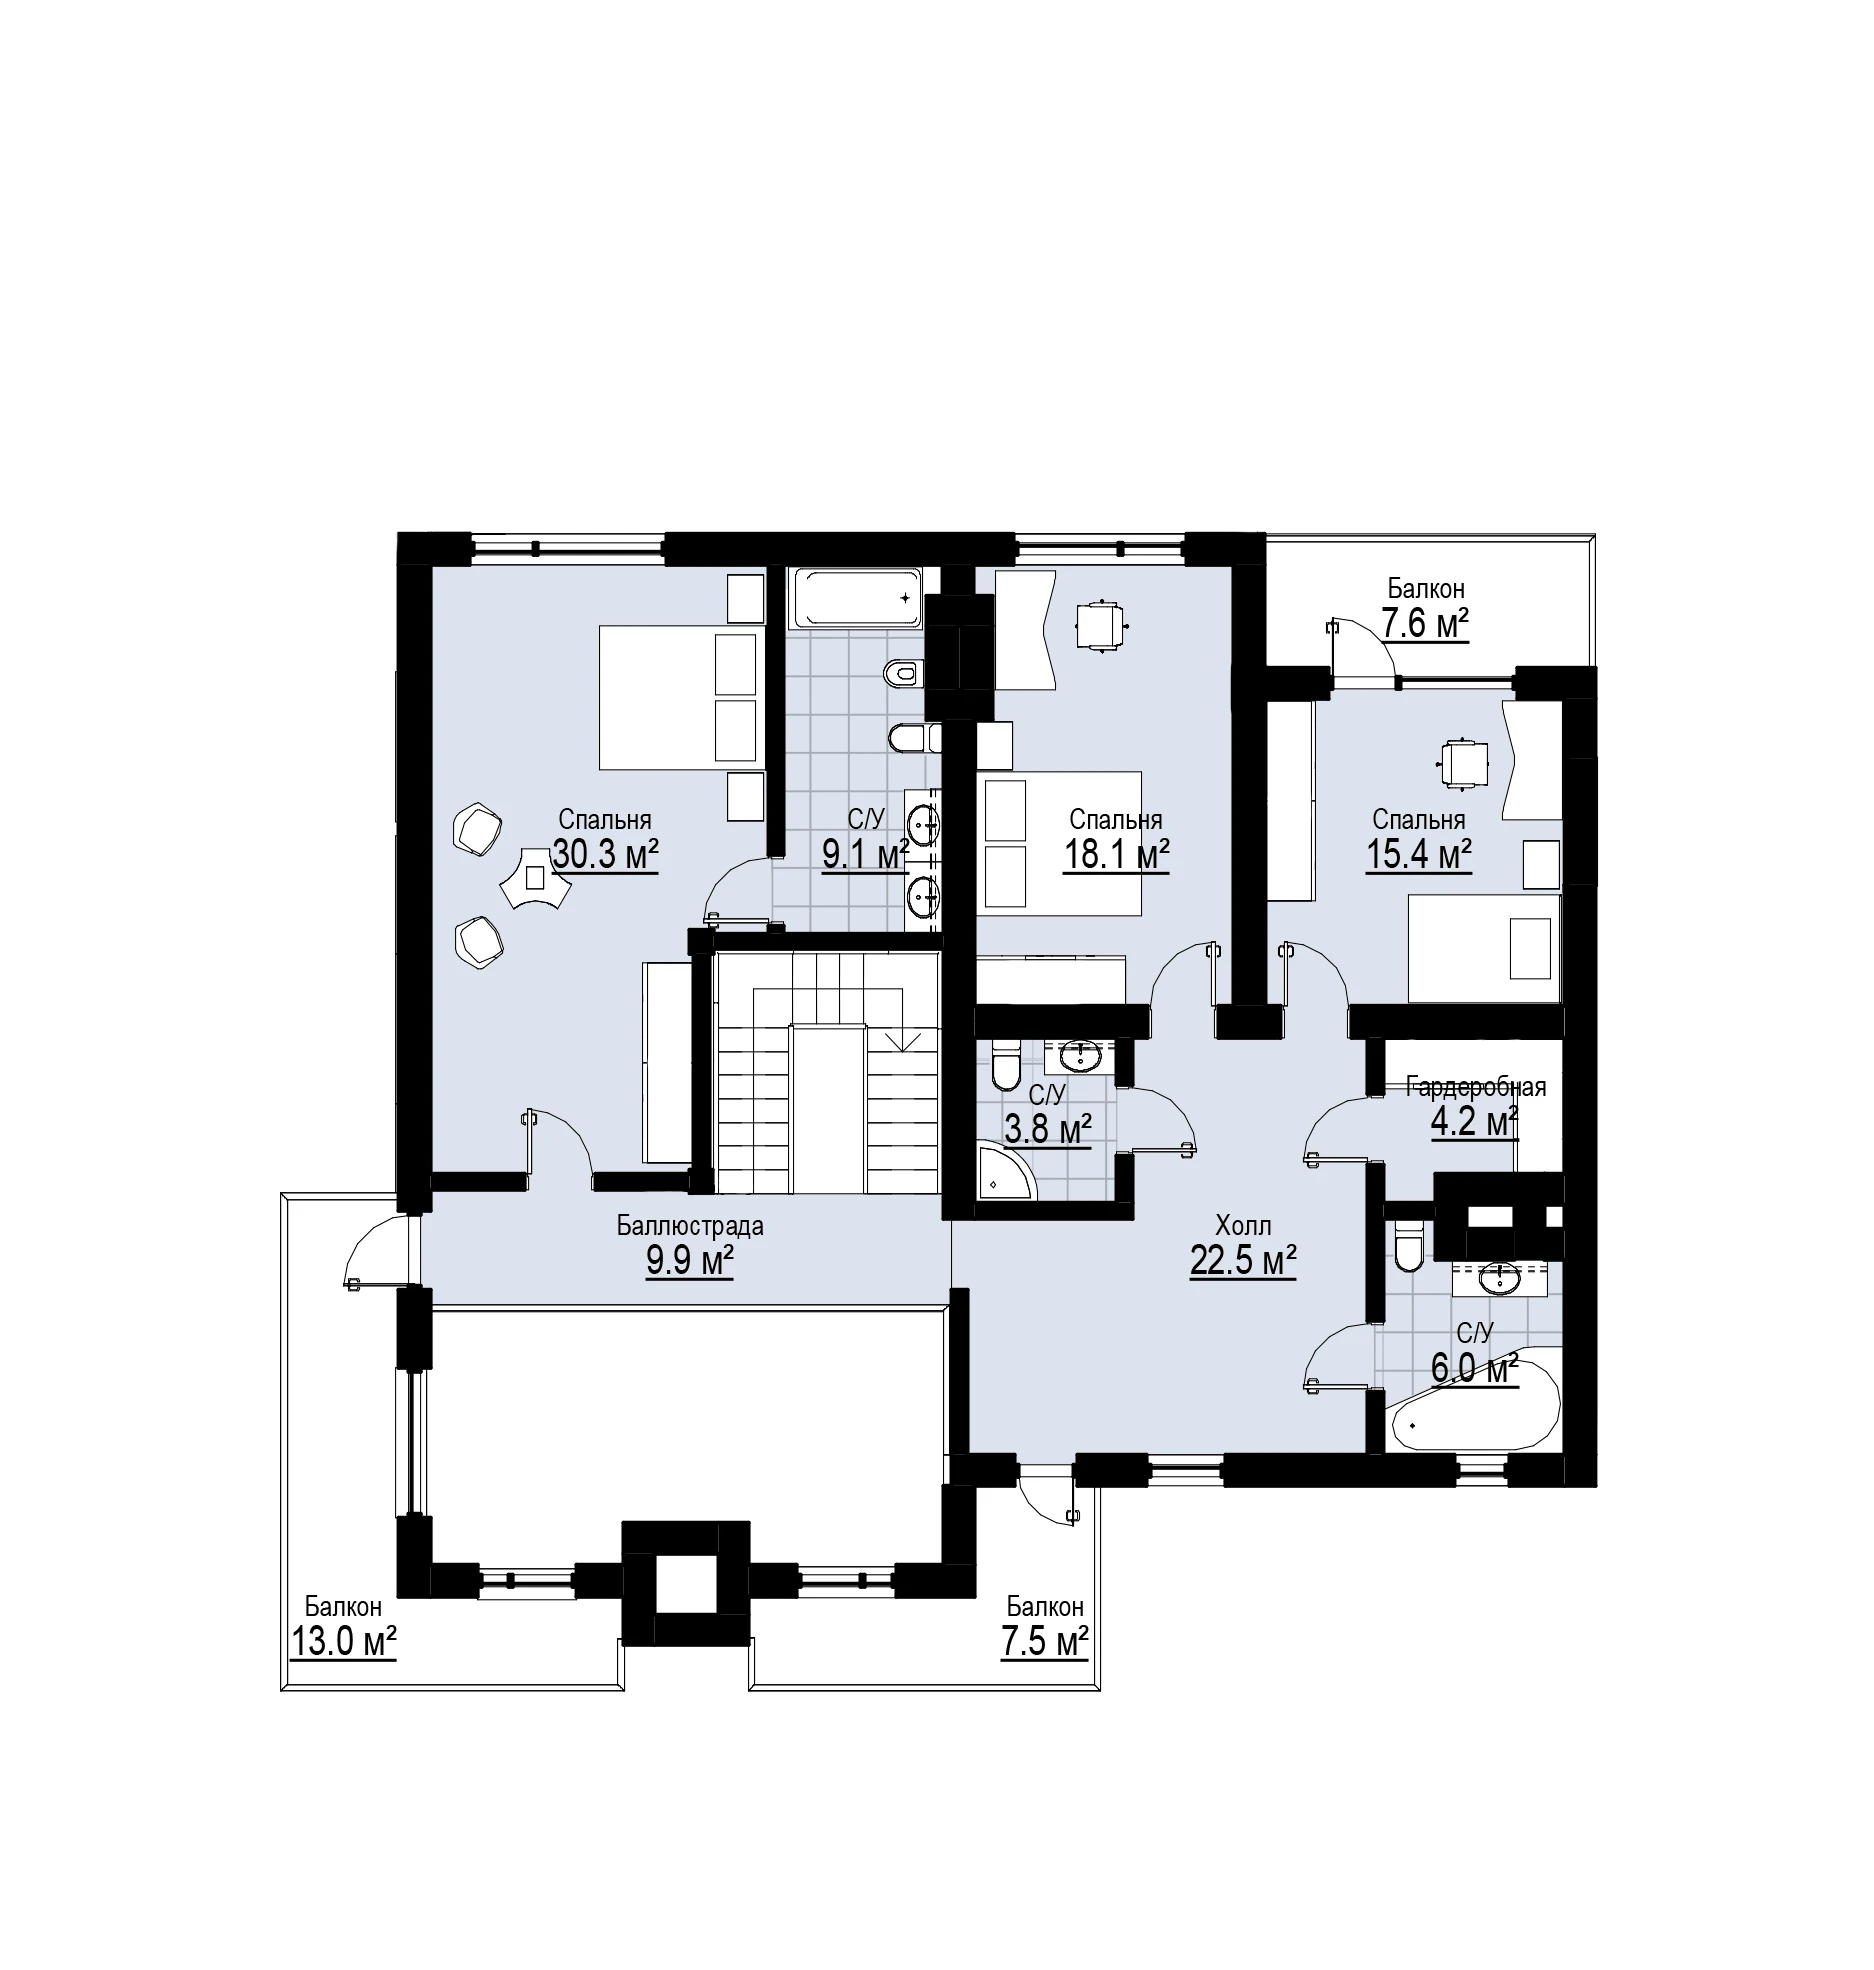 Балкон
7.6 м²
Спальня
30.3 м²
С/У
9.1 м²
Спальня
18.1 м²
Спальня
15.4 м²
С/У
3.8 м²
Гардеробная
4.2 м²
Баллюстрада
9.9 м²
Холл
22.5 м²
С/У
6.0 м²
Балкон
13.0 м²
Балкон
7.5 м²